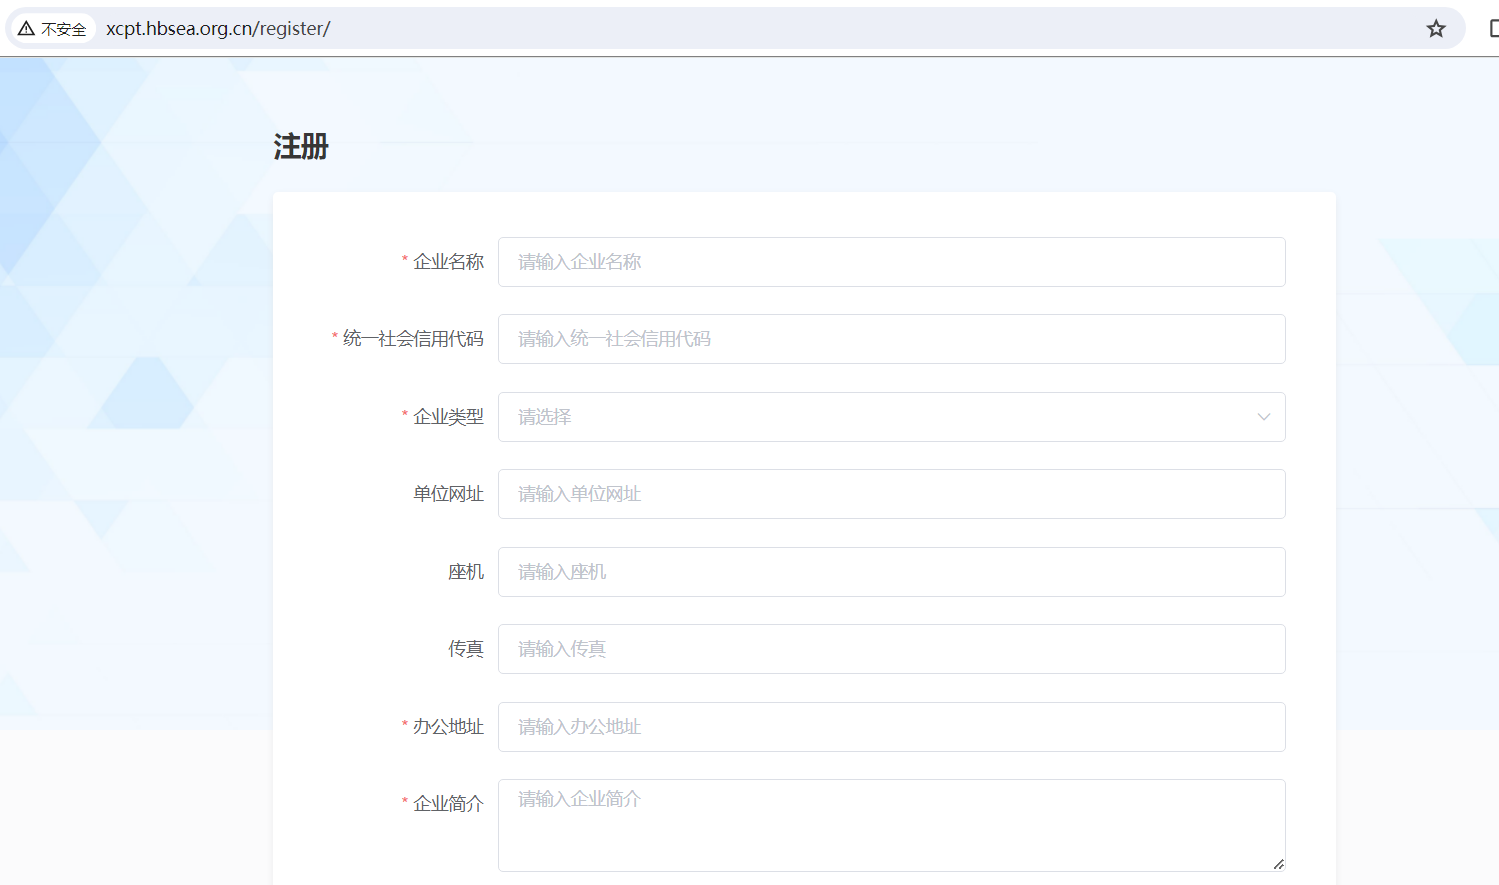 不安全 xcpt.hbsea.org.cn/register/
注册
* 企业名称 请输入企业名称
* 统一社会信用代码 请输入统一社会信用代码
* 企业类型 请选择
单位网址 请输入单位网址
座机 请输入座机
传真 请输入传真
* 办公地址 请输入办公地址
* 企业简介 请输入企业简介